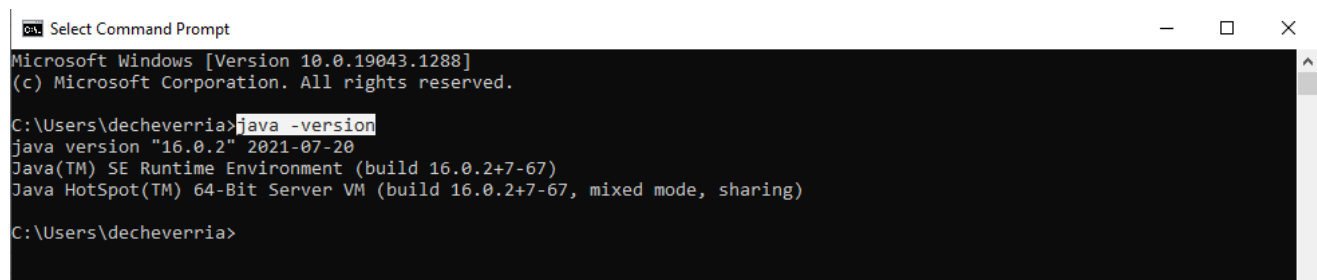 Select Command Prompt
Microsoft Windows [Version 10.0.19043.1288]
(c) Microsoft Corporation. All rights reserved.
C:\Users\decheverria>java -version
java version "16.0.2" 2021-07-20
Java(TM) SE Runtime Environment (build 16.0.2+7-67)
Java HotSpot(TM) 64-Bit Server VM (build 16.0.2+7-67, mixed mode, sharing)
C:\Users\decheverria>